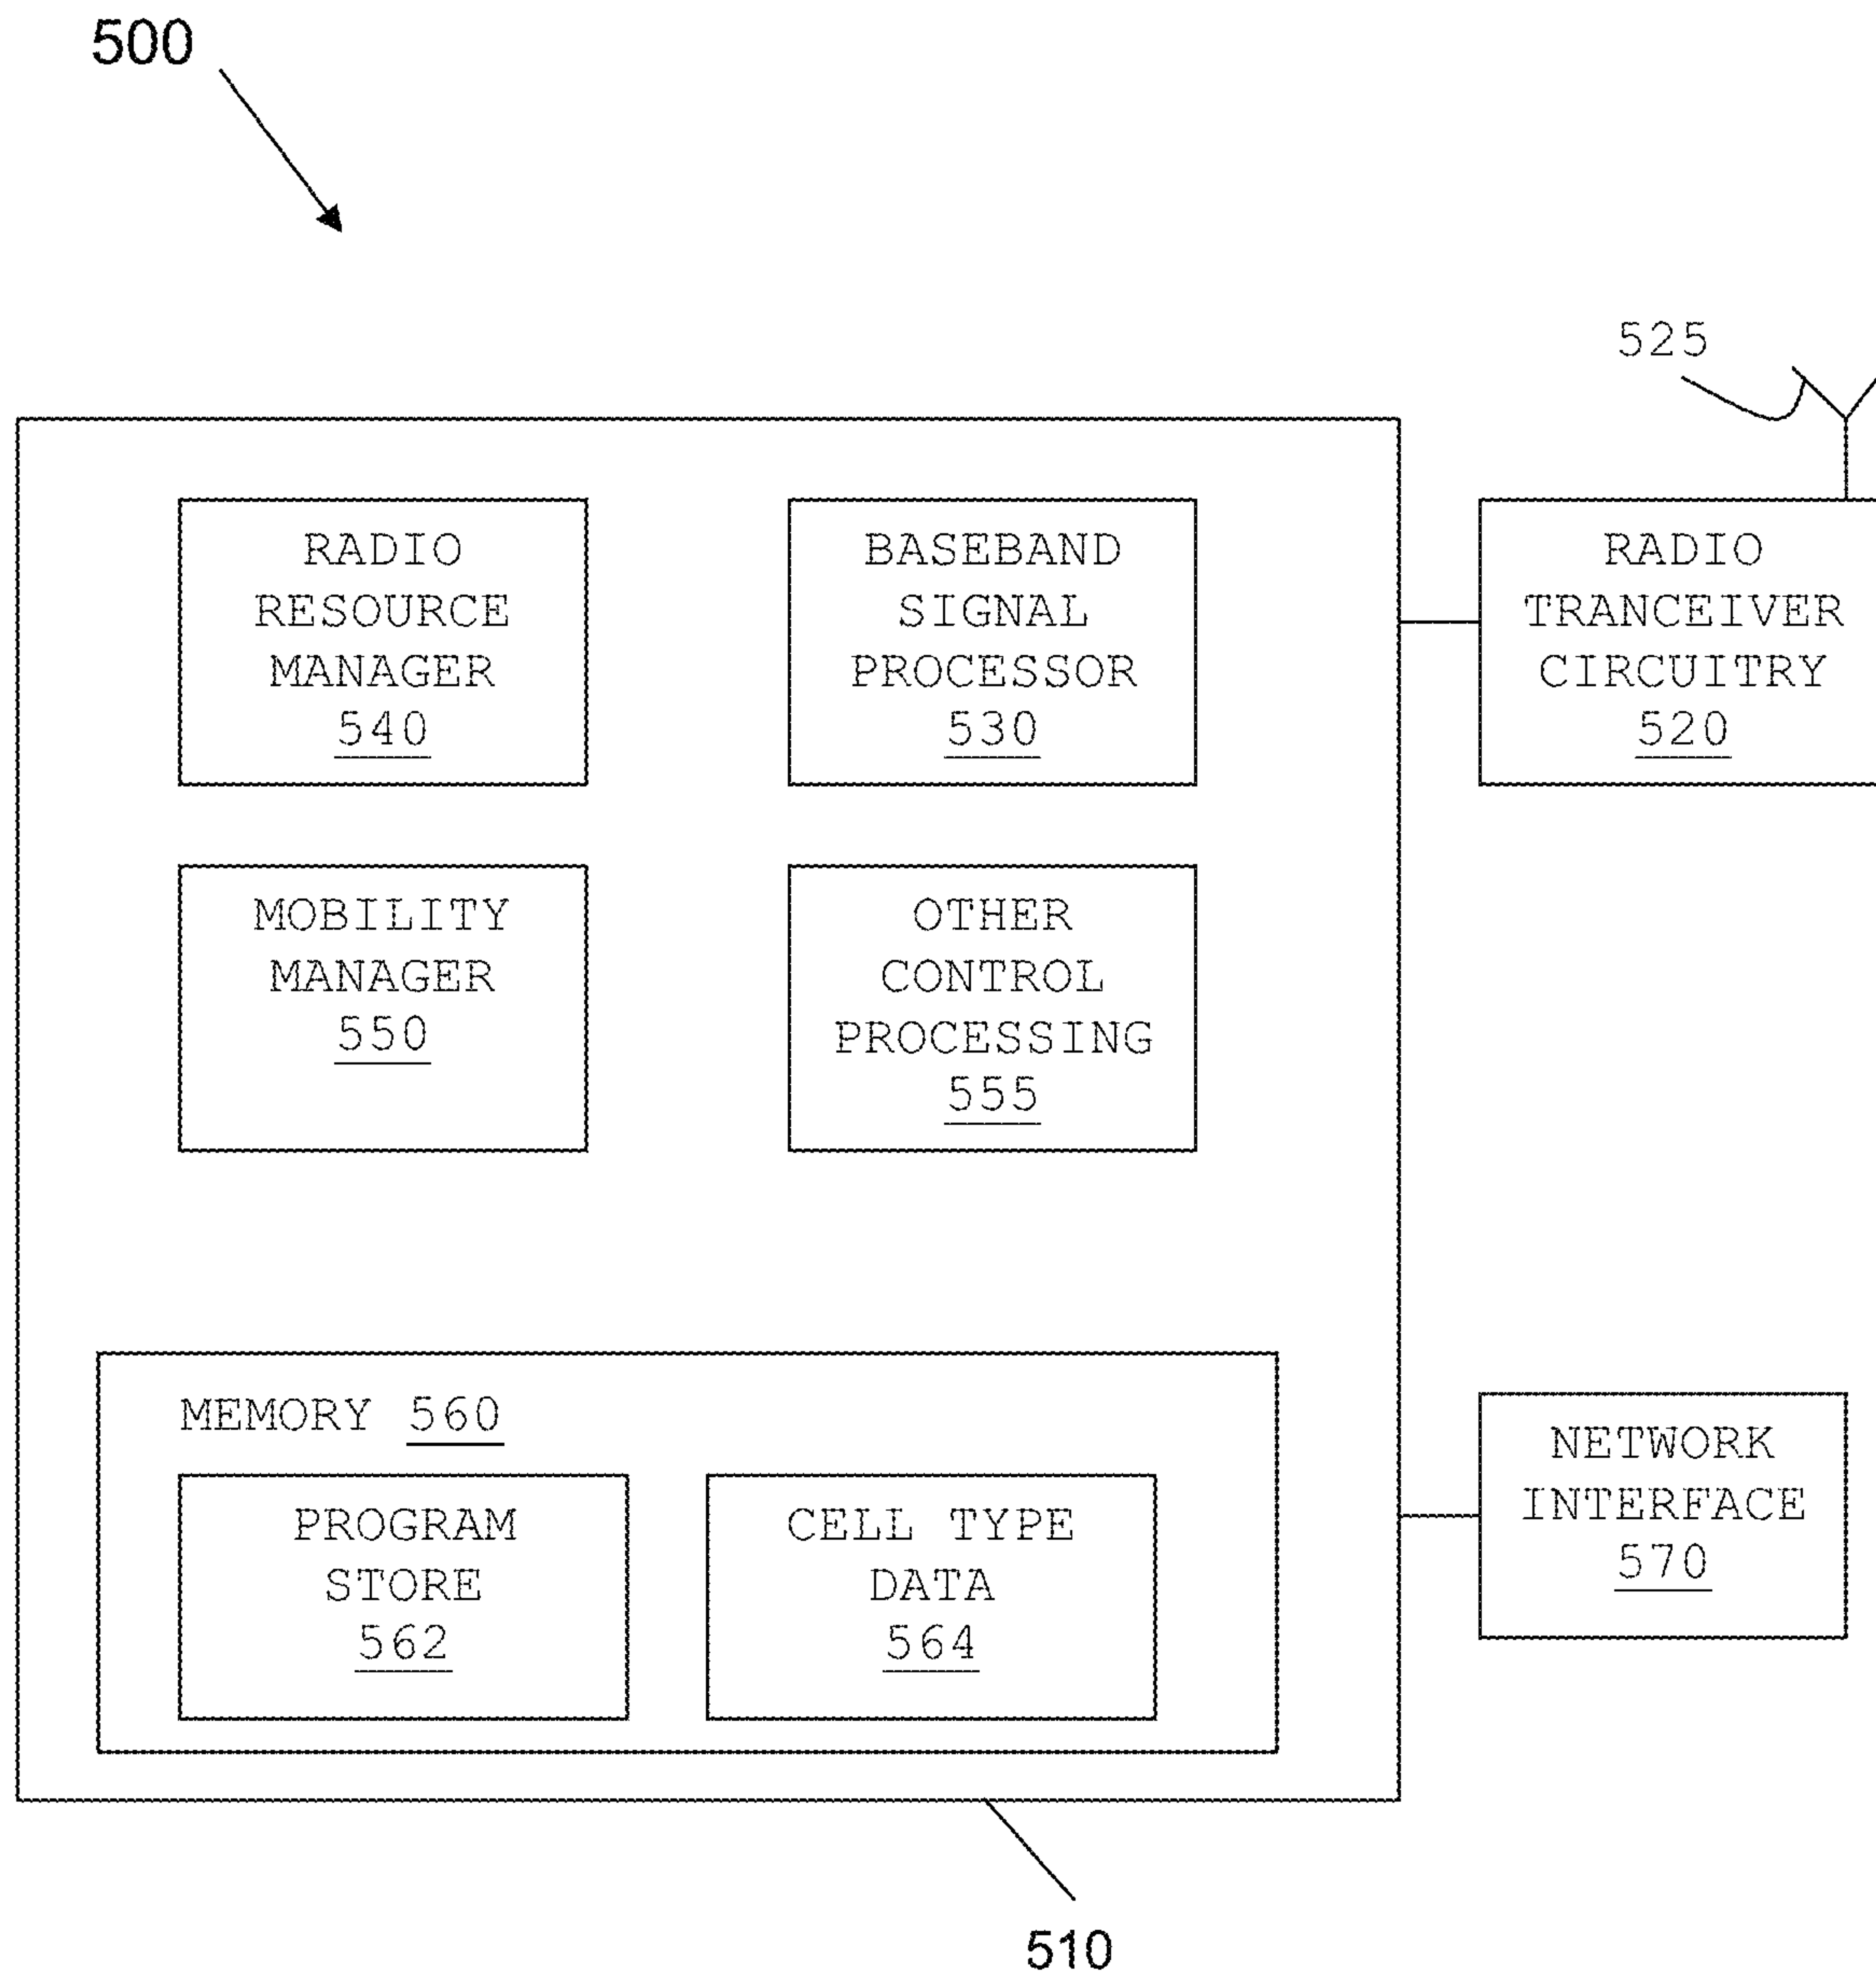 500
525
RADIO
RESOURCE
MANAGER
540
BASEBAND
SIGNAL
PROCESSOR
530
RADIO
TRANCEIVER
CIRCUITRY
520
MOBILITY
MANAGER
550
OTHER
CONTROL
PROCESSING
555
MEMORY 560
PROGRAM
STORE
562
CELL TYPE
DATA
564
NETWORK
INTERFACE
570
510